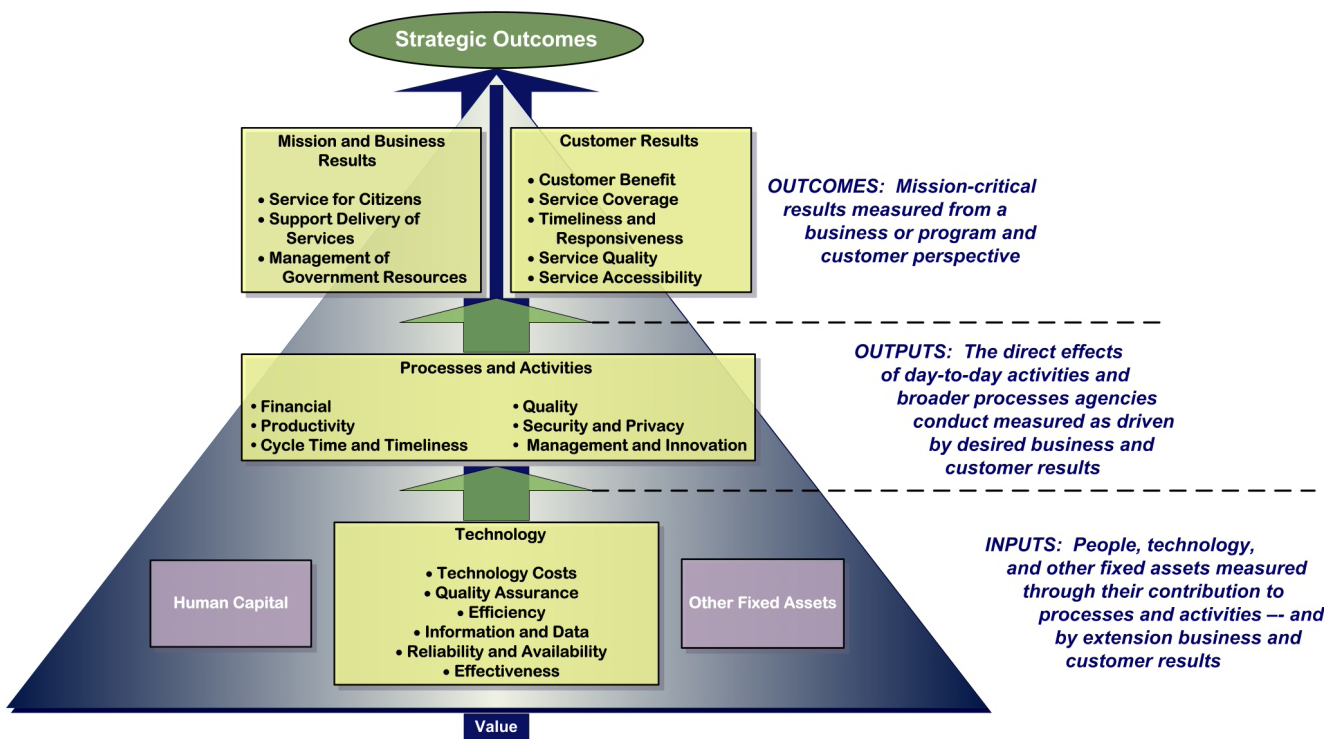 Strategic Outcomes
Mission and Business
Results
• Service for Citizens
• Support Delivery of
Services
• Management of
Government Resources
Customer Results
• Customer Benefit
• Service Coverage
• Timeliness and
Responsiveness
• Service Quality
• Service Accessibility
OUTCOMES: Mission-critical
results measured from a
business or program and
customer perspective
Processes and Activities
• Financial
• Productivity
• Cycle Time and Timeliness
• Quality
• Security and Privacy
• Management and Innovation
OUTPUTS: The direct effects
of day-to-day activities and
broader processes agencies
conduct measured as driven
by desired business and
customer results
Human Capital
Technology
• Technology Costs
• Quality Assurance
• Efficiency
• Information and Data
• Reliability and Availability
• Effectiveness
Other Fixed Assets
INPUTS: People, technology,
and other fixed assets measured
through their contribution to
processes and activities –- and
by extension business and
customer results
Value